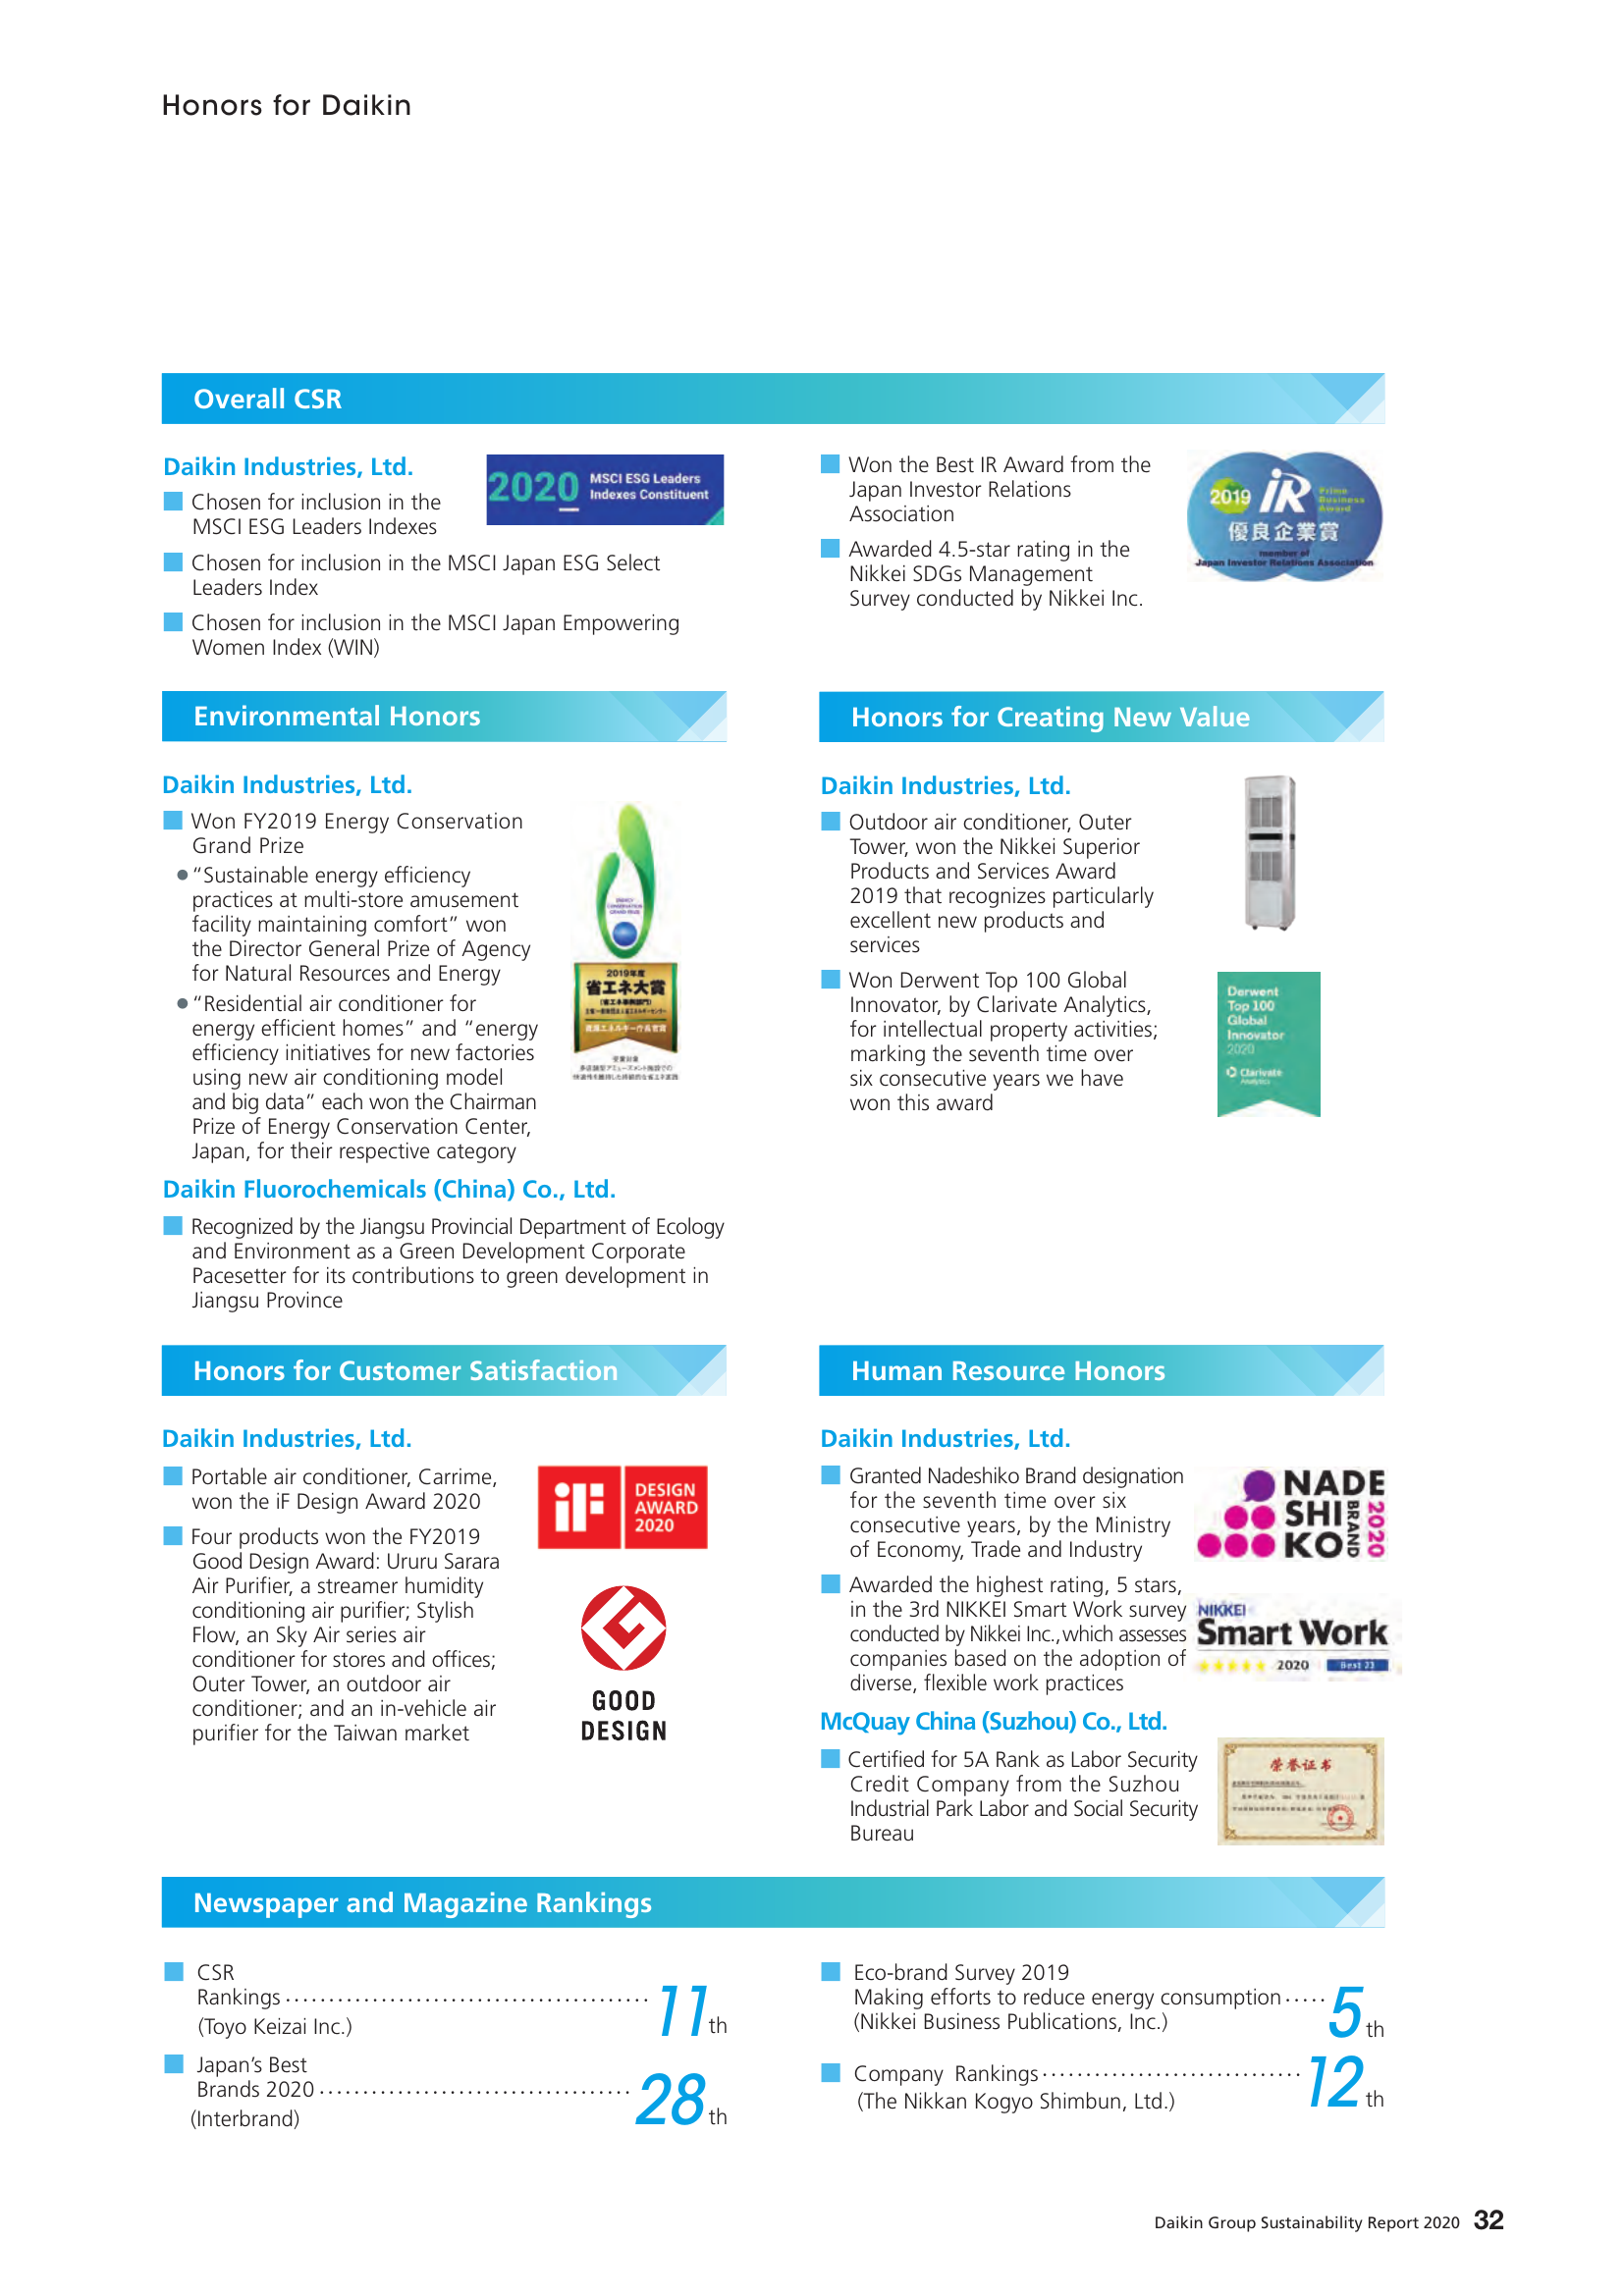 Honors for Daikin
Overall CSR
Daikin Industries, Ltd.
Chosen for inclusion in the
MSCI ESG Leaders Indexes
2020 MSCI ESG Leaders
Indexes Constituent
Chosen for inclusion in the MSCI Japan ESG Select
Leaders Index
Chosen for inclusion in the MSCI Japan Empowering
Women Index (WIN)
Won the Best IR Award from the
Japan Investor Relations
Association
Awarded 4.5-star rating in the
Nikkei SDGs Management
Survey conducted by Nikkei Inc.
2019 IR Prime
Business
Award
優良企業賞
member of
Japan Investor Relations Association
Environmental Honors
Daikin Industries, Ltd.
Won FY2019 Energy Conservation
Grand Prize
“Sustainable energy efficiency
practices at multi-store amusement
facility maintaining comfort” won
the Director General Prize of Agency
for Natural Resources and Energy
“Residential air conditioner for
energy efficient homes” and “energy
efficiency initiatives for new factories
using new air conditioning model
and big data” each won the Chairman
Prize of Energy Conservation Center,
Japan, for their respective category
ENERGY
CONSERVATION
GRAND PRIZE
2019年度
省エネ大賞
Daikin Fluorochemicals (China) Co., Ltd.
Recognized by the Jiangsu Provincial Department of Ecology
and Environment as a Green Development Corporate
Pacesetter for its contributions to green development in
Jiangsu Province
Honors for Creating New Value
Daikin Industries, Ltd.
Outdoor air conditioner, Outer
Tower, won the Nikkei Superior
Products and Services Award
2019 that recognizes particularly
excellent new products and
services
Won Derwent Top 100 Global
Innovator, by Clarivate Analytics,
for intellectual property activities;
marking the seventh time over
six consecutive years we have
won this award
Derwent
Top 100
Global
Innovator
2020
Clarivate
Analytics
Honors for Customer Satisfaction
Daikin Industries, Ltd.
Portable air conditioner, Carrime,
won the iF Design Award 2020
Four products won the FY2019
Good Design Award: Ururu Sarara
Air Purifier, a streamer humidity
conditioning air purifier; Stylish
Flow, an Sky Air series air
conditioner for stores and offices;
Outer Tower, an outdoor air
conditioner; and an in-vehicle air
purifier for the Taiwan market
iF DESIGN
AWARD
2020
GOOD
DESIGN
Human Resource Honors
Daikin Industries, Ltd.
Granted Nadeshiko Brand designation
for the seventh time over six
consecutive years, by the Ministry
of Economy, Trade and Industry
NADE
SHI
KO
BRAND
2020
Awarded the highest rating, 5 stars,
in the 3rd NIKKEI Smart Work survey
conducted by Nikkei Inc., which assesses
companies based on the adoption of
diverse, flexible work practices
NIKKEI
Smart Work
2020 Best 23
McQuay China (Suzhou) Co., Ltd.
Certified for 5A Rank as Labor Security
Credit Company from the Suzhou
Industrial Park Labor and Social Security
Bureau
荣誉证书
Newspaper and Magazine Rankings
CSR
Rankings 11th
(Toyo Keizai Inc.)
Japan’s Best
Brands 2020 28th
(Interbrand)
Eco-brand Survey 2019
Making efforts to reduce energy consumption 5th
(Nikkei Business Publications, Inc.)
Company Rankings 12th
(The Nikkan Kogyo Shimbun, Ltd.)
Daikin Group Sustainability Report 2020 32